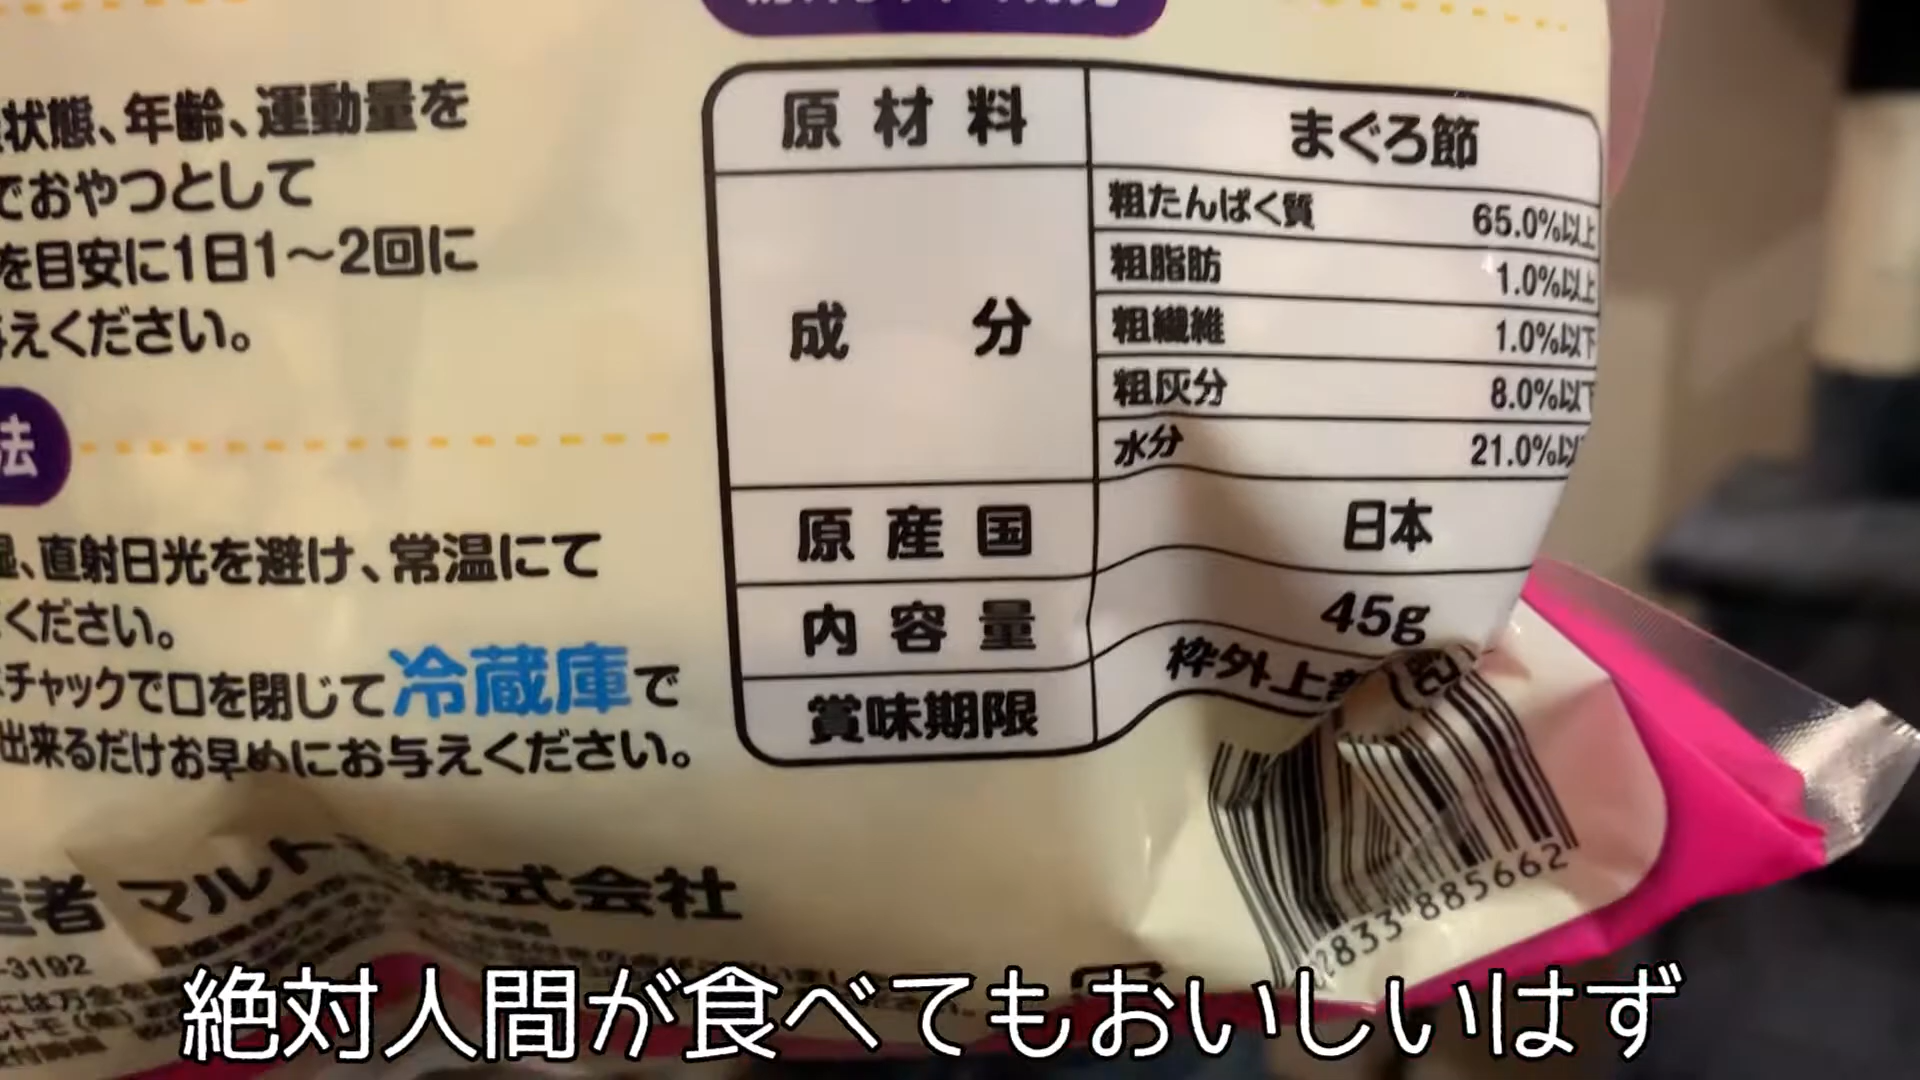 状態、年齢、運動量を
でおやつとして
を目安に1日1～2回に
えください。
法
直射日光を避け、常温にて
ください。
チャックで口を閉じて冷蔵庫で
出来るだけお早めにお与えください。
者 マルト 株式会社
-3192
原材料 まぐろ節
成分
粗たんぱく質 65.0%以上
粗脂肪 1.0%以上
粗繊維 1.0%以下
粗灰分 8.0%以下
水分 21.0%以
原産国 日本
内容量 45g
賞味期限 枠外上
2833 885662
絶対人間が食べてもおいしいはず